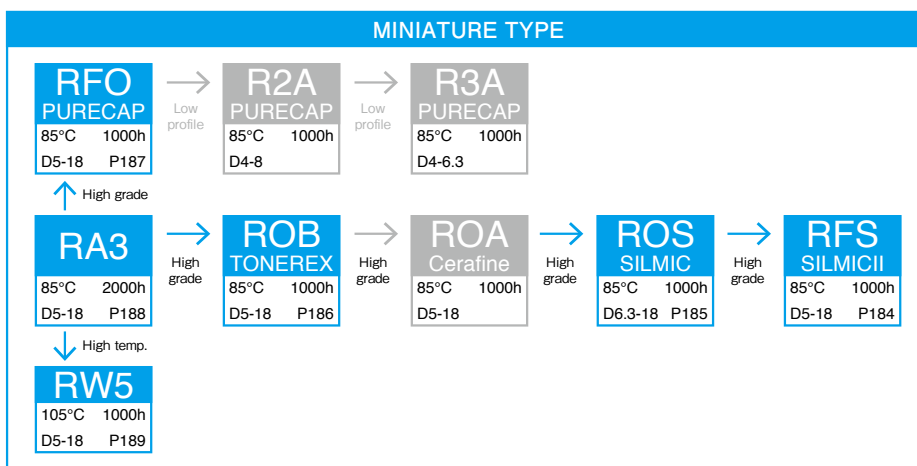 MINIATURE TYPE
RFO
PURECAP
85°C 1000h
D5-18 P187
Low
profile
R2A
PURECAP
85°C 1000h
D4-8
Low
profile
R3A
PURECAP
85°C 1000h
D4-6.3
High grade
RA3
85°C 2000h
D5-18 P188
High
grade
ROB
TONEREX
85°C 1000h
D5-18 P186
High
grade
ROA
Cerafine
85°C 1000h
D5-18
High
grade
ROS
SILMIC
85°C 1000h
D6.3-18 P185
High
grade
RFS
SILMICII
85°C 1000h
D5-18 P184
High temp.
RW5
105°C 1000h
D5-18 P189